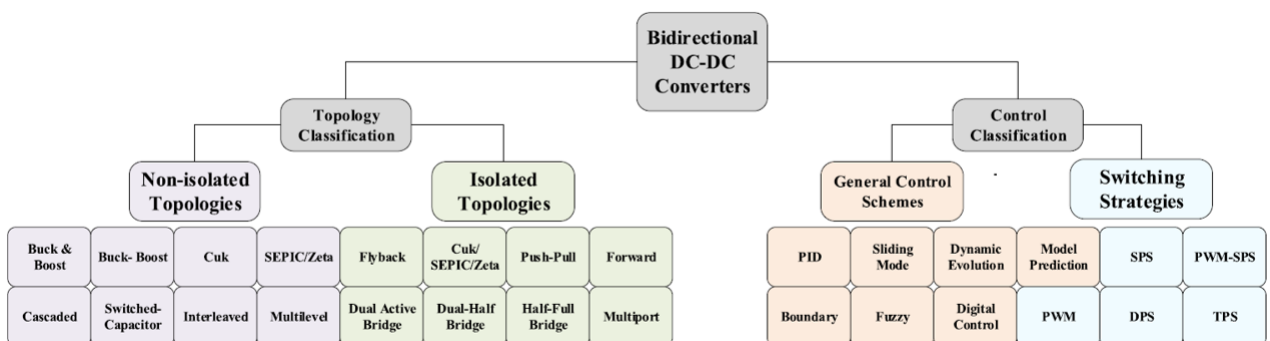 Bidirectional
DC-DC
Converters
Topology
Classification
Control
Classification
Non-isolated
Topologies
Isolated
Topologies
General Control
Schemes
Switching
Strategies
Buck &
Boost
Buck- Boost
Cuk
SEPIC/Zeta
Flyback
Cuk/
SEPIC/Zeta
Push-Pull
Forward
PID
Sliding
Mode
Dynamic
Evolution
Model
Prediction
SPS
PWM-SPS
Cascaded
Switched-
Capacitor
Interleaved
Multilevel
Dual Active
Bridge
Dual-Half
Bridge
Half-Full
Bridge
Multiport
Boundary
Fuzzy
Digital
Control
PWM
DPS
TPS